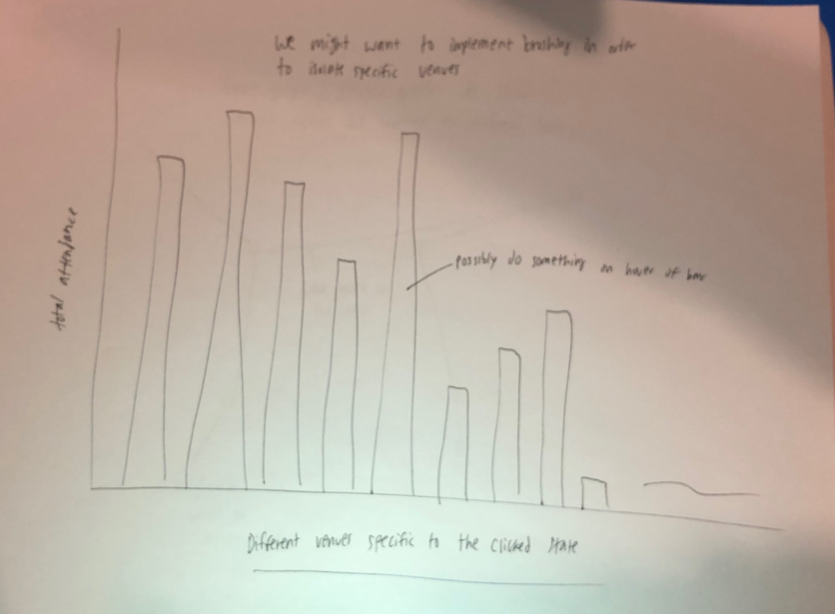 We might want to implement brushing in order
to isolate specific venues
total attendance
possibly do something on hover of bar
Different venues specific to the clicked state